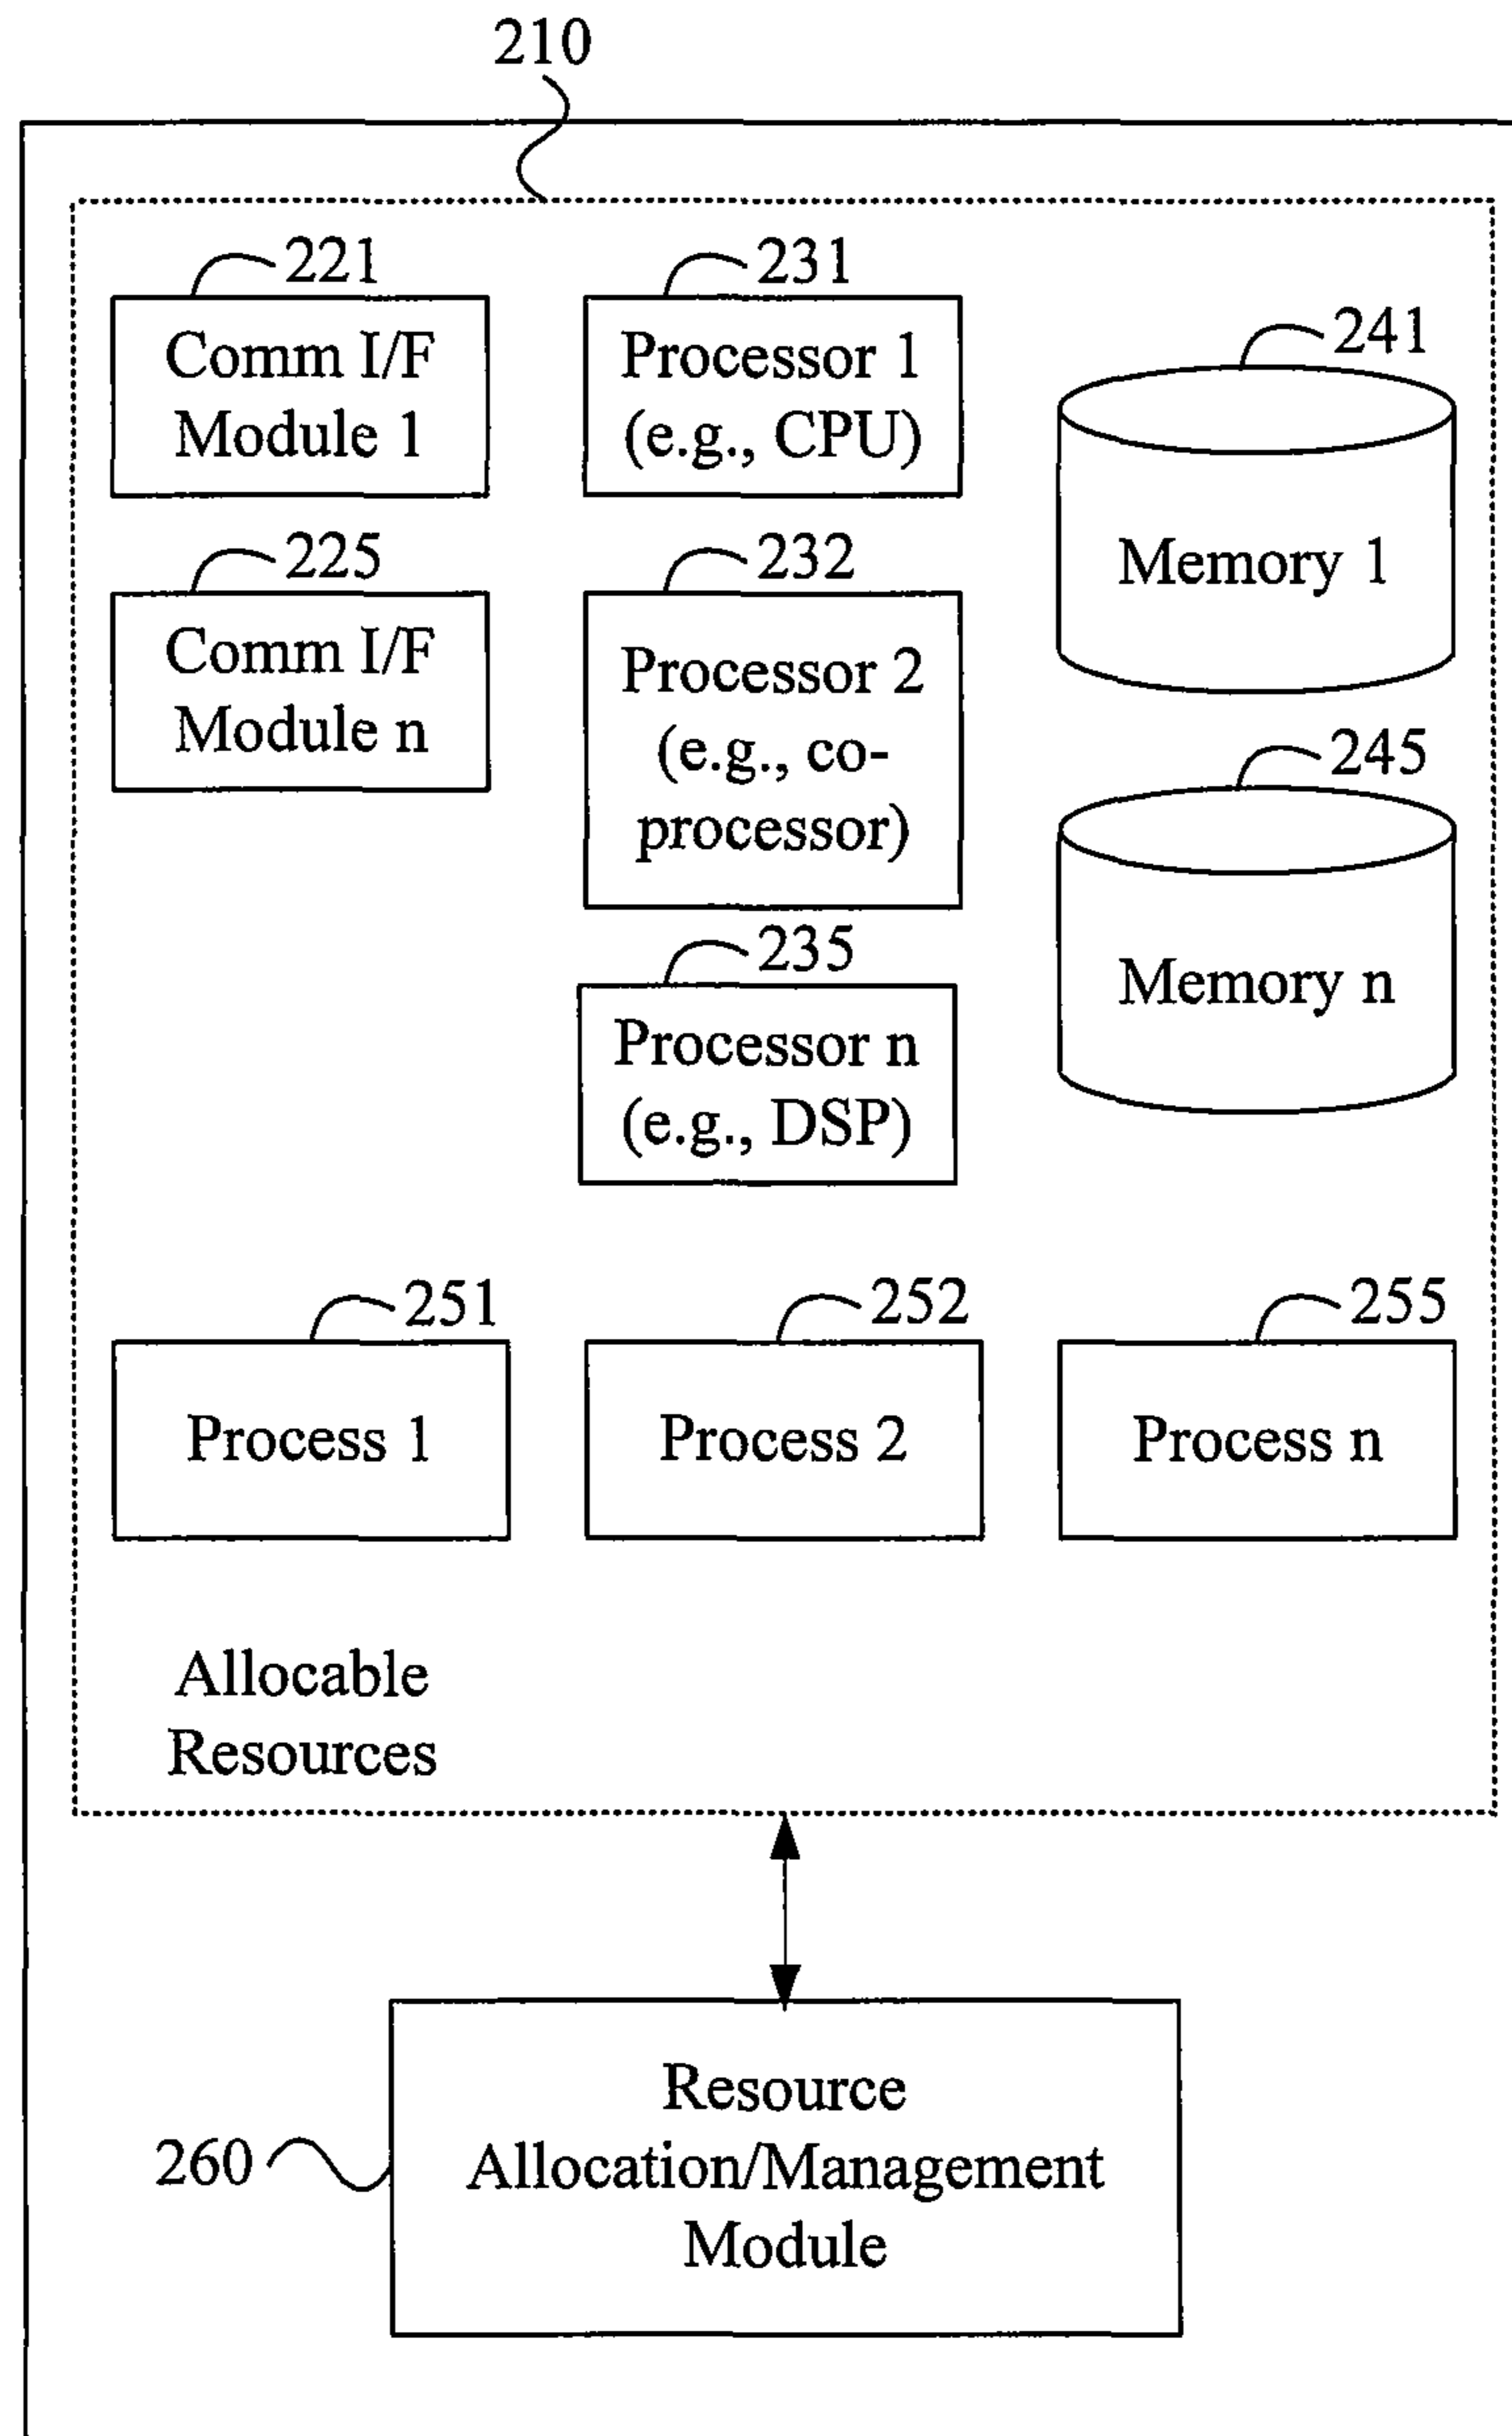 210
221
Comm I/F
Module 1
225
Comm I/F
Module n
231
Processor 1
(e.g., CPU)
232
Processor 2
(e.g., co-
processor)
235
Processor n
(e.g., DSP)
241
Memory 1
245
Memory n
251
Process 1
252
Process 2
255
Process n
Allocable
Resources
260
Resource
Allocation/Management
Module